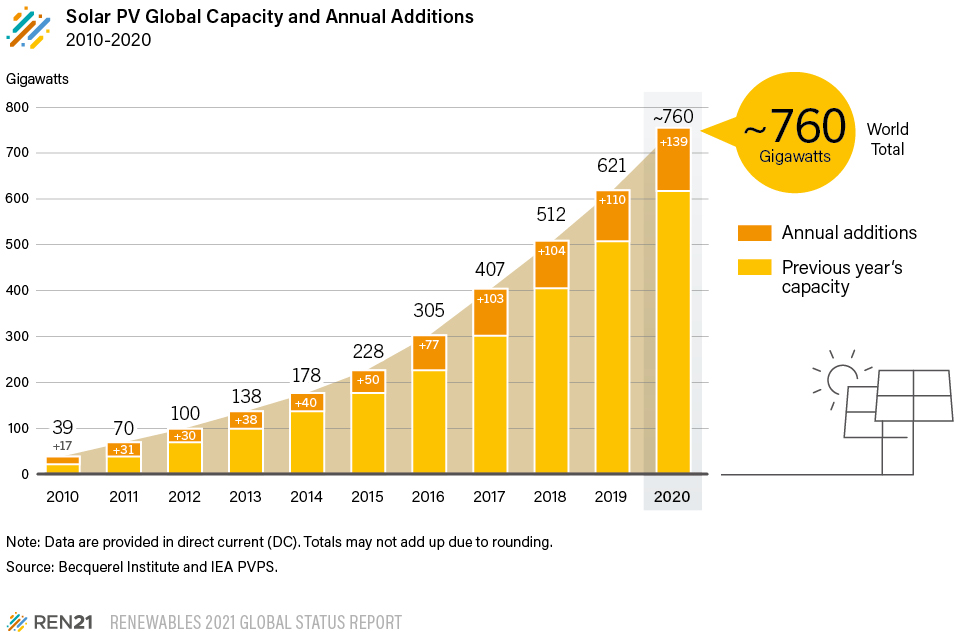 Solar PV Global Capacity and Annual Additions
2010-2020
Gigawatts
800
700
600
500
400
300
200
100
0
39
+17
70
+31
100
+30
138
+38
178
+40
228
+50
305
+77
407
+103
512
+104
621
+110
~760
+139
2010 2011 2012 2013 2014 2015 2016 2017 2018 2019 2020
~760
Gigawatts
World
Total
Annual additions
Previous year‘s
capacity
Note: Data are provided in direct current (DC). Totals may not add up due to rounding.
Source: Becquerel Institute and IEA PVPS.
REN21 RENEWABLES 2021 GLOBAL STATUS REPORT